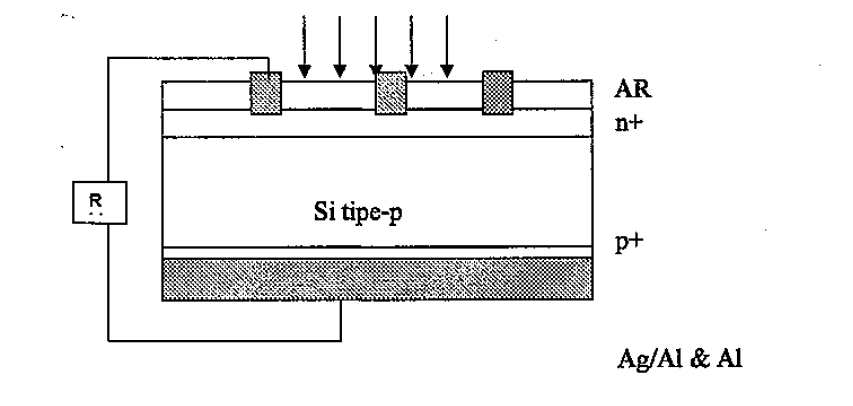 AR
n+
R
Si tipe-p
p+
Ag/Al & Al